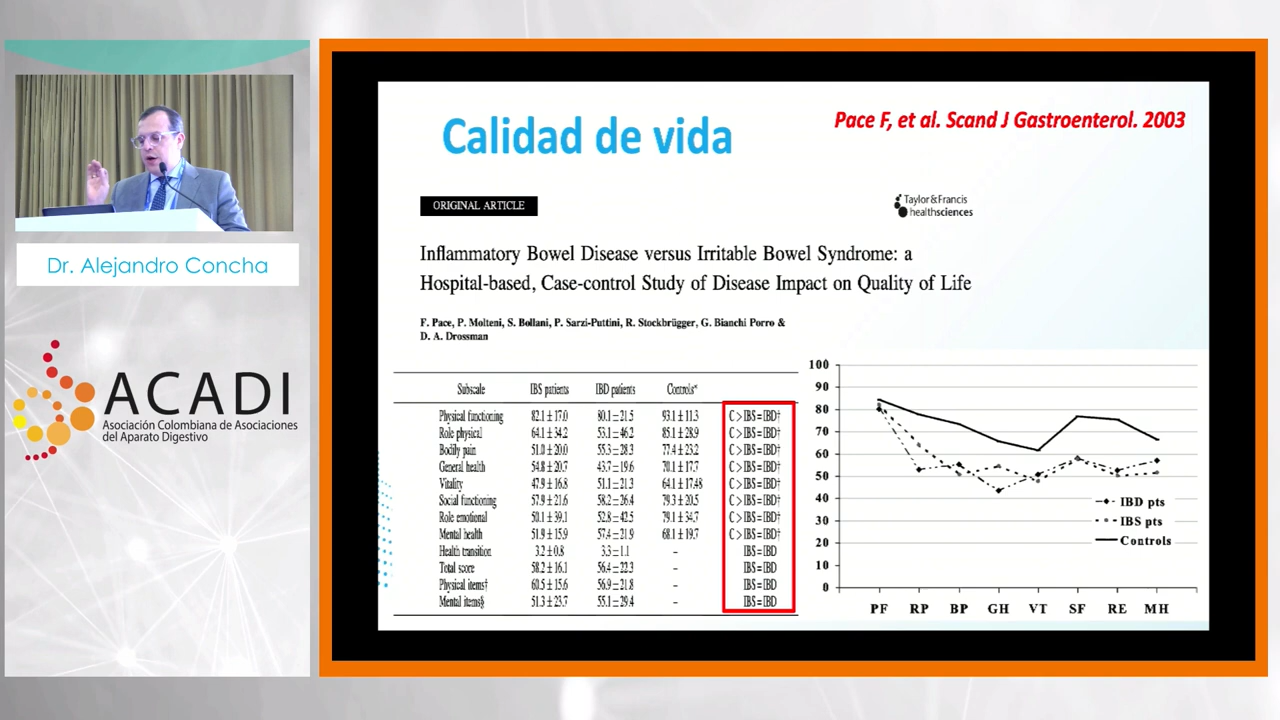 Dr. Alejandro Concha
ACADI
Asociación Colombiana de Asociaciones
del Aparato Digestivo
Calidad de vida
Pace F, et al. Scand J Gastroenterol. 2003
ORIGINAL ARTICLE
Taylor & Francis
healthsciences
Inflammatory Bowel Disease versus Irritable Bowel Syndrome: a
Hospital-based, Case-control Study of Disease Impact on Quality of Life
F. Pace, P. Molteni, S. Bollani, P. Sarzi-Puttini, R. Stockbrügger, G. Bianchi Porro &
D. A. Drossman
Subscale IBS patients IBD patients Controls*
Physical functioning 82.1 ± 17.0 80.1 ± 21.5 93.1 ± 11.3 C > IBS = IBD†
Role physical 64.1 ± 34.2 53.1 ± 46.2 85.1 ± 28.9 C > IBS = IBD†
Bodily pain 51.0 ± 20.0 55.3 ± 28.3 77.4 ± 23.2 C > IBS = IBD†
General health 54.8 ± 20.7 43.7 ± 19.6 70.1 ± 17.7 C > IBS = IBD†
Vitality 47.9 ± 16.8 51.1 ± 21.3 64.1 ± 17.48 C > IBS = IBD†
Social functioning 57.9 ± 21.6 58.2 ± 26.4 79.3 ± 20.5 C > IBS = IBD†
Role emotional 50.1 ± 39.1 52.8 ± 42.5 79.1 ± 34.7 C > IBS = IBD†
Mental health 51.9 ± 15.9 57.4 ± 21.9 68.1 ± 19.7 C > IBS = IBD†
Health transition 3.2 ± 0.8 3.3 ± 1.1 – IBS = IBD
Total score 58.2 ± 16.1 56.4 ± 22.3 – IBS = IBD
Physical items† 60.5 ± 15.6 56.9 ± 21.8 – IBS = IBD
Mental items§ 51.3 ± 23.7 55.1 ± 29.4 – IBS = IBD
100
90
80
70
60
50
40
30
20
10
0
IBD pts
IBS pts
Controls
PF RP BP GH VT SF RE MH